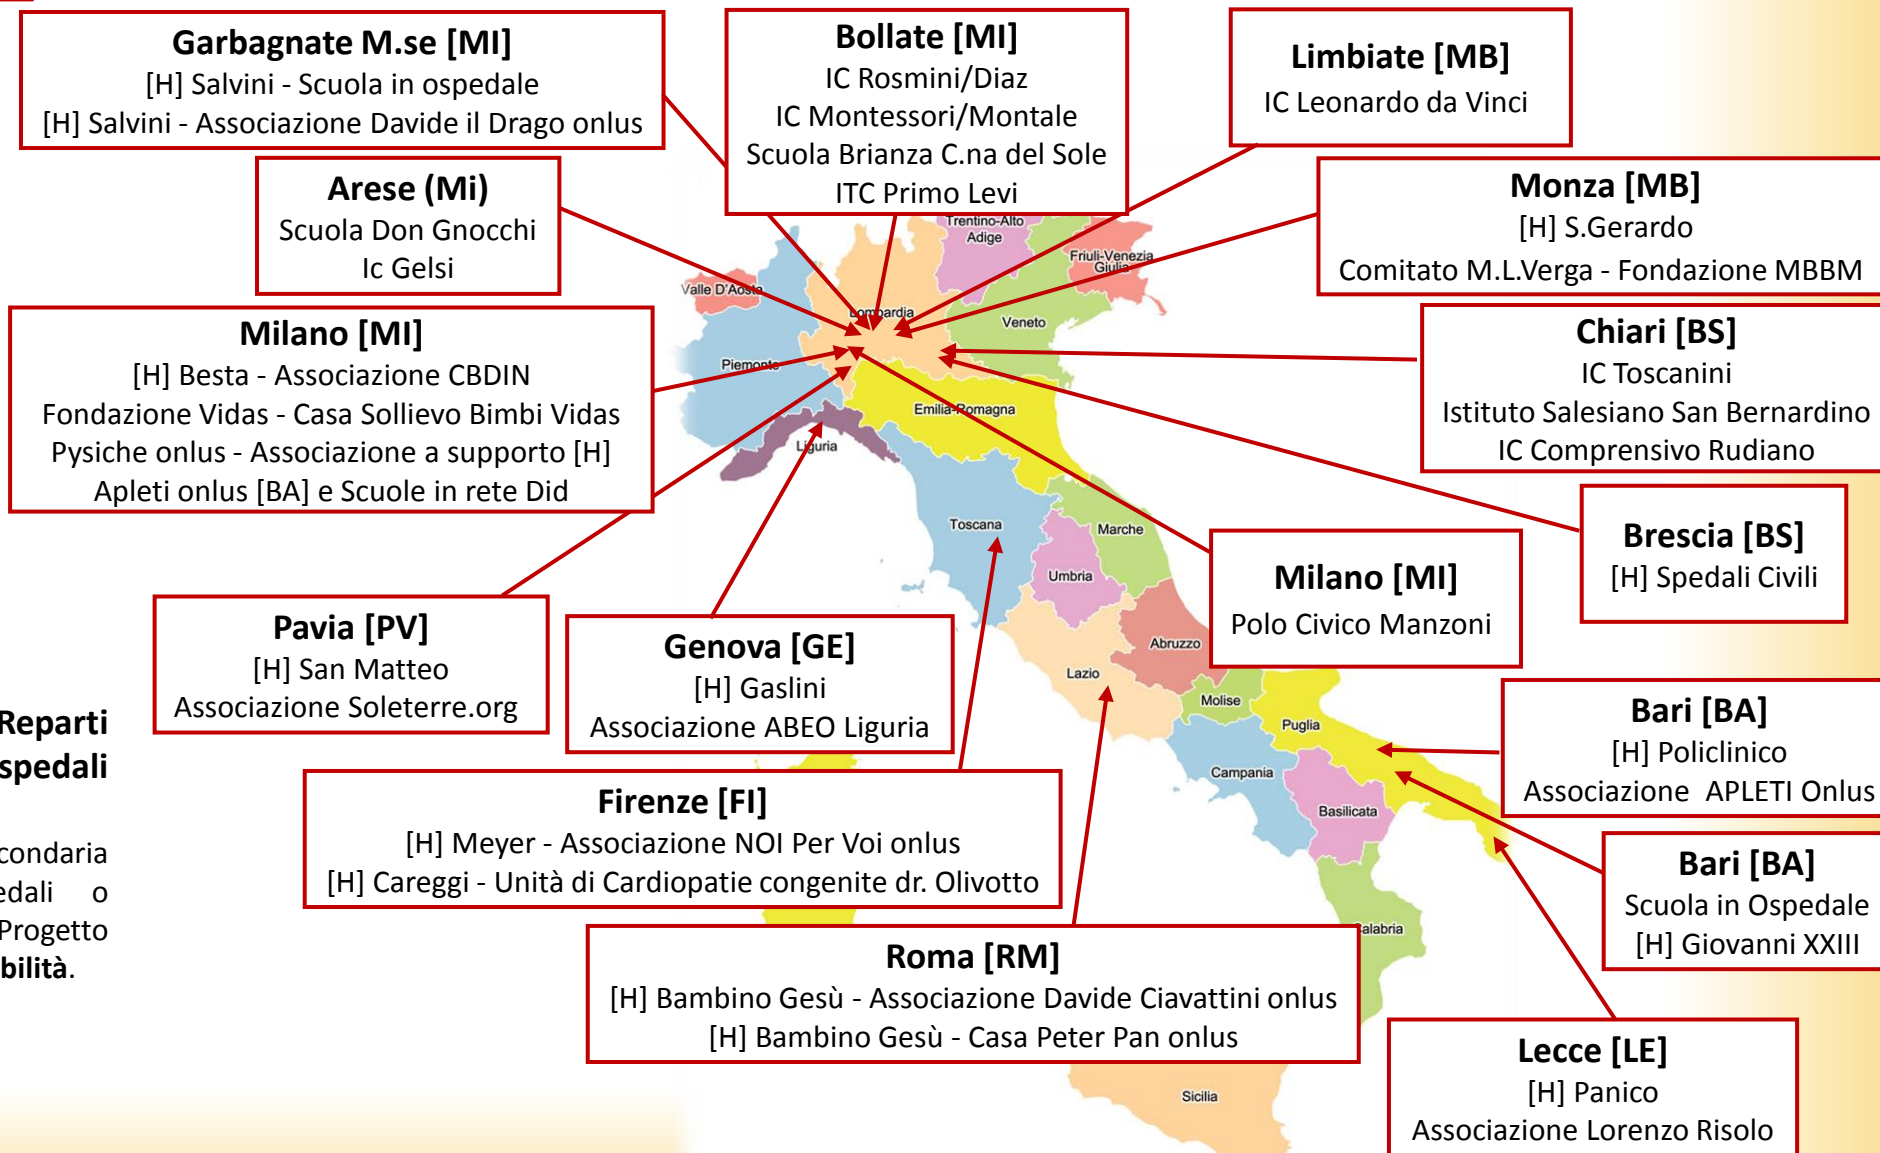 Garbagnate M.se [MI]
[H] Salvini - Scuola in ospedale
[H] Salvini - Associazione Davide il Drago onlus
Bollate [MI]
IC Rosmini/Diaz
IC Montessori/Montale
Scuola Brianza C.na del Sole
ITC Primo Levi
Limbiate [MB]
IC Leonardo da Vinci
Arese (Mi)
Scuola Don Gnocchi
Ic Gelsi
Monza [MB]
[H] S.Gerardo
Comitato M.L.Verga - Fondazione MBBM
Milano [MI]
[H] Besta - Associazione CBDIN
Fondazione Vidas - Casa Sollievo Bimbi Vidas
Pysiche onlus - Associazione a supporto [H]
Apleti onlus [BA] e Scuole in rete Did
Chiari [BS]
IC Toscanini
Istituto Salesiano San Bernardino
IC Comprensivo Rudiano
Brescia [BS]
[H] Spedali Civili
Milano [MI]
Polo Civico Manzoni
Pavia [PV]
[H] San Matteo
Associazione Soleterre.org
Genova [GE]
[H] Gaslini
Associazione ABEO Liguria
Reparti
spedali
condaria
edali o
Progetto
bilità.
Firenze [FI]
[H] Meyer - Associazione NOI Per Voi onlus
[H] Careggi - Unità di Cardiopatie congenite dr. Olivotto
Bari [BA]
[H] Policlinico
Associazione APLETI Onlus
Bari [BA]
Scuola in Ospedale
[H] Giovanni XXIII
Roma [RM]
[H] Bambino Gesù - Associazione Davide Ciavattini onlus
[H] Bambino Gesù - Casa Peter Pan onlus
Lecce [LE]
[H] Panico
Associazione Lorenzo Risolo
Trentino-Alto
Adige
Friuli-Venezia
Giulia
Valle D'Aosta
Lombardia
Veneto
Piemonte
Emilia-Romagna
Liguria
Toscana
Marche
Umbria
Abruzzo
Lazio
Molise
Puglia
Campania
Basilicata
alabria
Sicilia